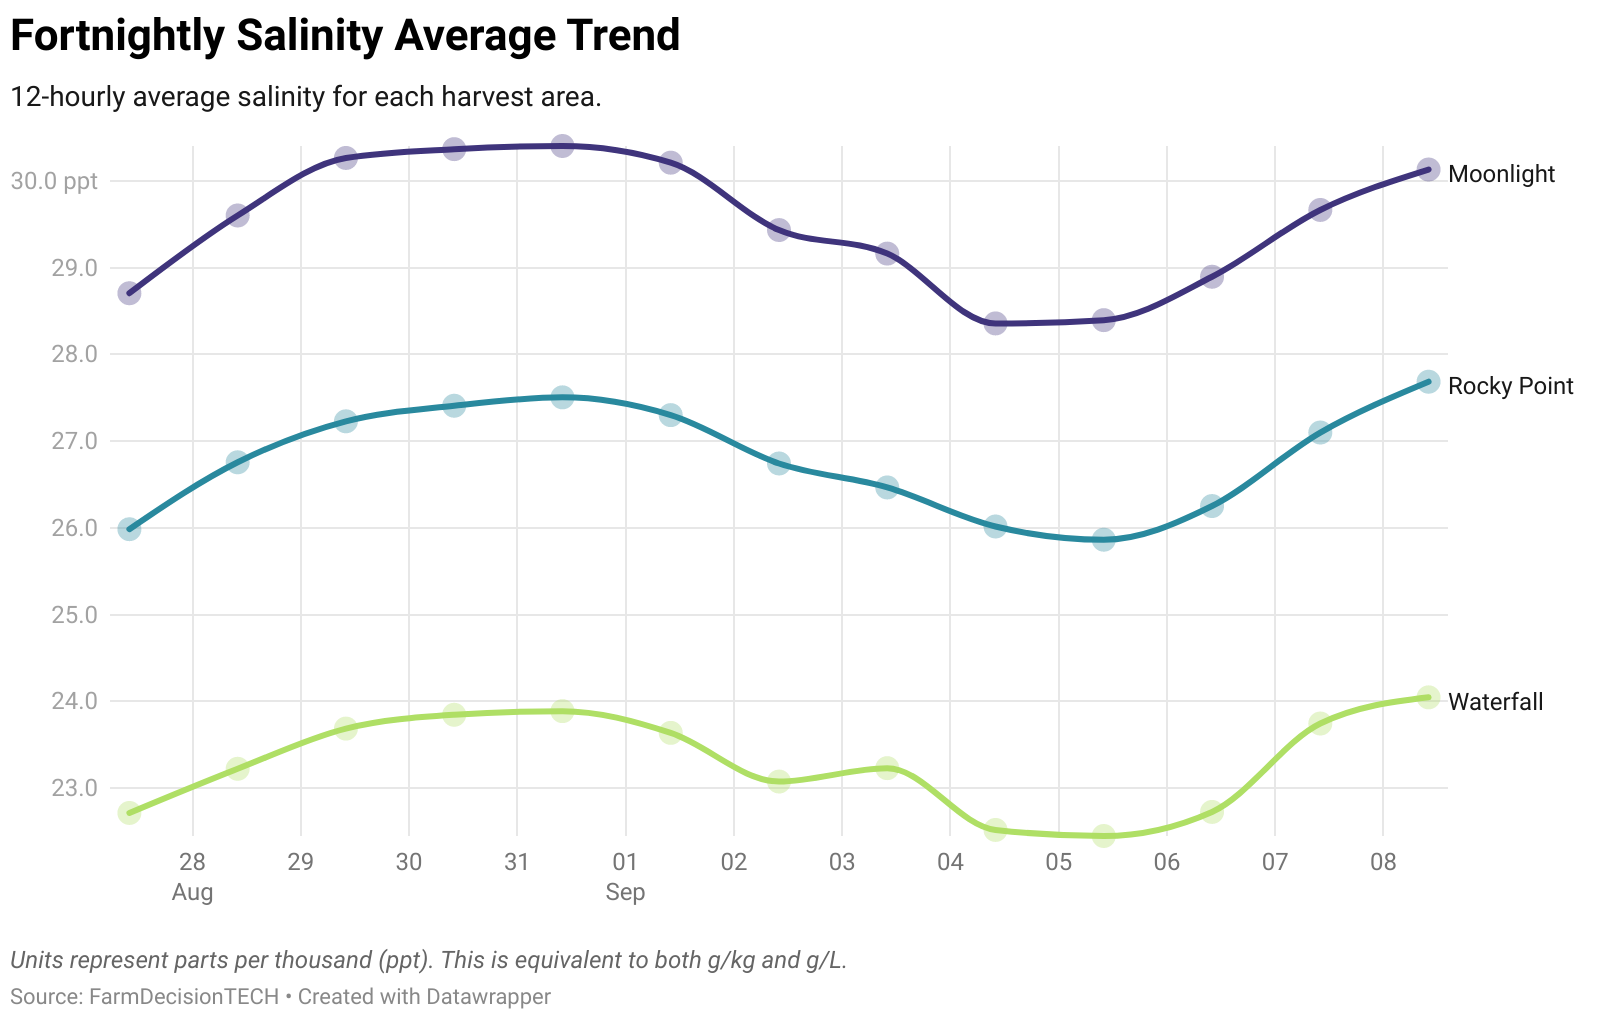 Fortnightly Salinity Average Trend
12-hourly average salinity for each harvest area.
30.0 ppt
29.0
28.0
27.0
26.0
25.0
24.0
23.0
Moonlight
Rocky Point
Waterfall
28 29 30 31 01 02 03 04 05 06 07 08
Aug Sep
Units represent parts per thousand (ppt). This is equivalent to both g/kg and g/L.
Source: FarmDecisionTECH • Created with Datawrapper